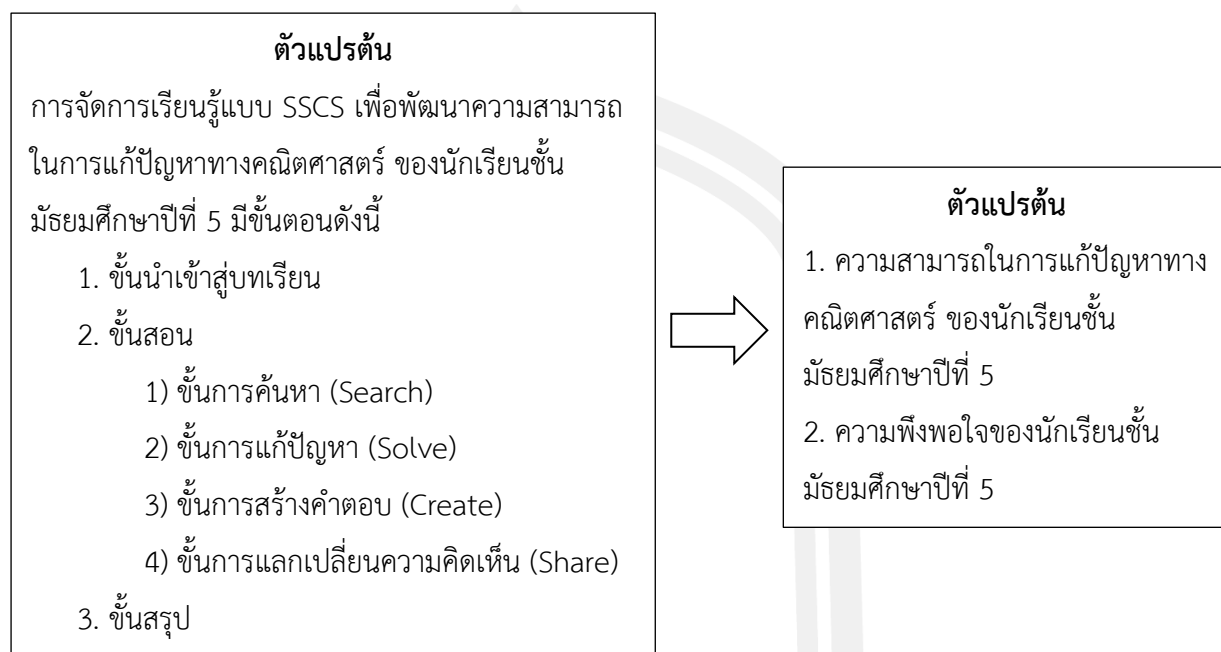 ตัวแปรต้น
การจัดการเรียนรู้แบบ SSCS เพื่อพัฒนาความสามารถ
ในการแก้ปัญหาทางคณิตศาสตร์ ของนักเรียนชั้น
มัธยมศึกษาปีที่ 5 มีขั้นตอนดังนี้
1. ขั้นนำเข้าสู่บทเรียน
2. ขั้นสอน
1) ขั้นการค้นหา (Search)
2) ขั้นการแก้ปัญหา (Solve)
3) ขั้นการสร้างคำตอบ (Create)
4) ขั้นการแลกเปลี่ยนความคิดเห็น (Share)
3. ขั้นสรุป
ตัวแปรต้น
1. ความสามารถในการแก้ปัญหาทาง
คณิตศาสตร์ ของนักเรียนชั้น
มัธยมศึกษาปีที่ 5
2. ความพึงพอใจของนักเรียนชั้น
มัธยมศึกษาปีที่ 5